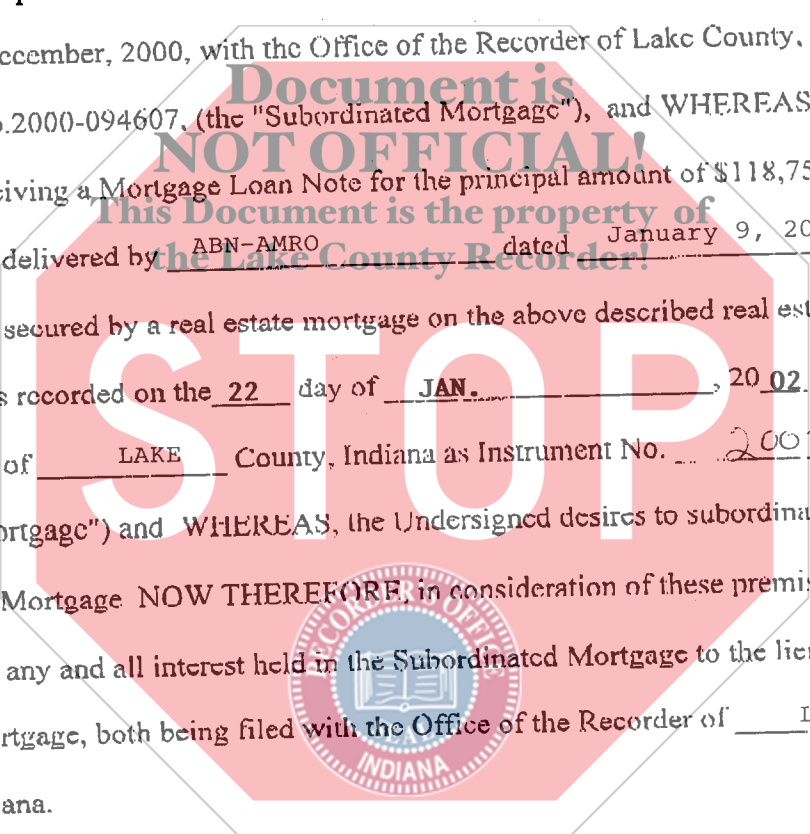 ecember, 2000, with the Office of the Recorder of Lake County,
Document is
.2000-094607, (the "Subordinated Mortgage"), and WHEREAS
NOT OFFICIAL!
iving a Mortgage Loan Note for the principal amount of $118,75
This Document is the property of
delivered by ABN-AMRO dated January 9, 20
the Lake County Recorder!
secured by a real estate mortgage on the above described real est
s recorded on the 22 day of JAN. , 20 02.
STOP
of LAKE County, Indiana as Instrument No. 200
ortgage") and WHEREAS, the Undersigned desires to subordina
Mortgage NOW THEREFORE, in consideration of these premis
RECORDER'S OFFICE
any and all interest held in the Subordinated Mortgage to the lie
rtgage, both being filed with the Office of the Recorder of
SEAL
INDIANA
ana.